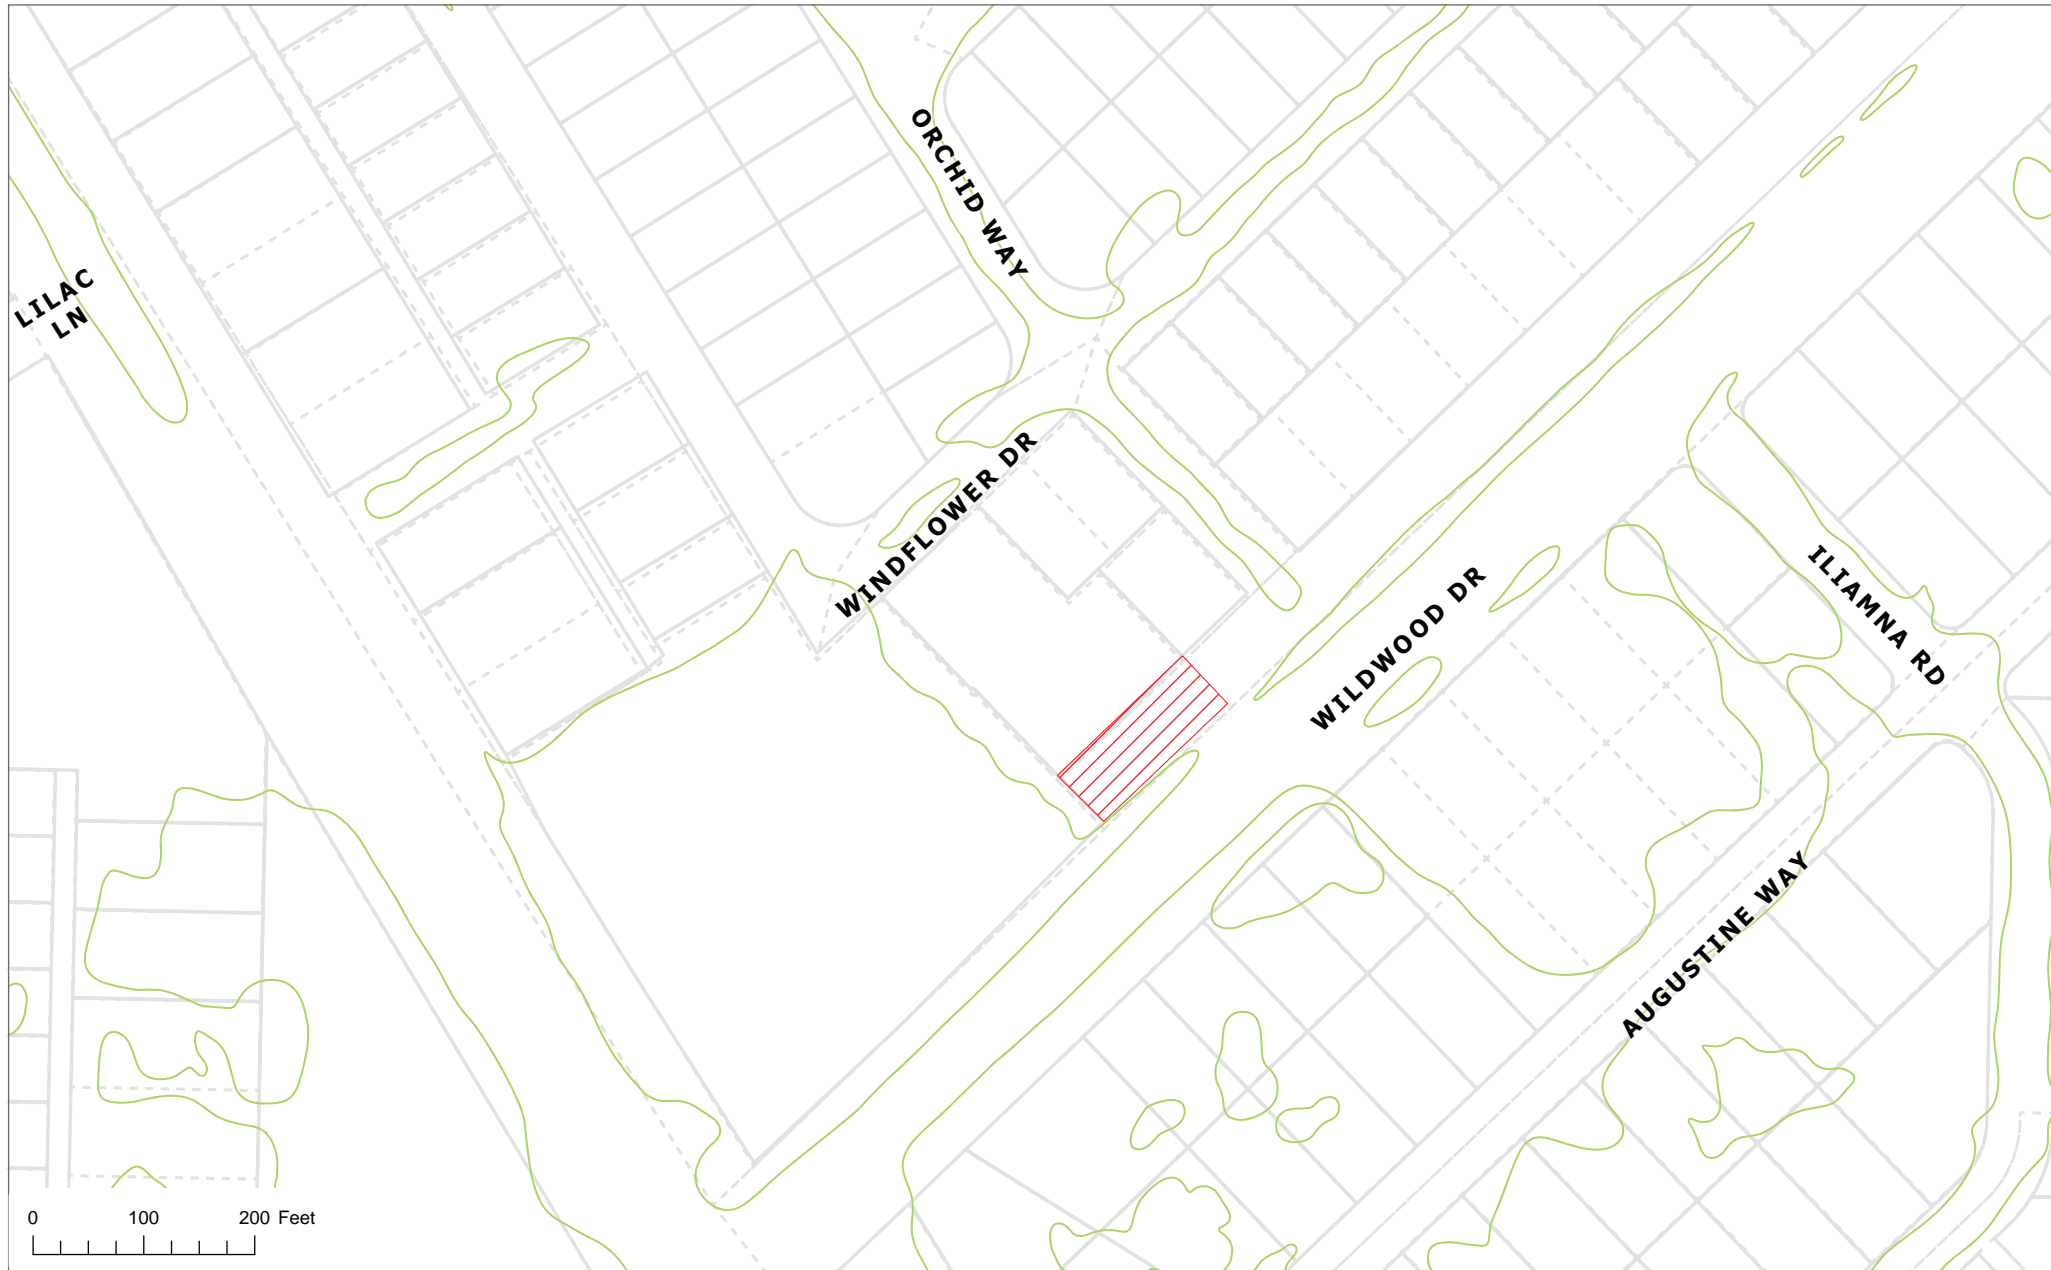 ORCHID WAY
LILAC
LN
WINDFLOWER DR
WILDWOOD DR
ILIAMNA RD
AUGUSTINE WAY
0 100 200 Feet